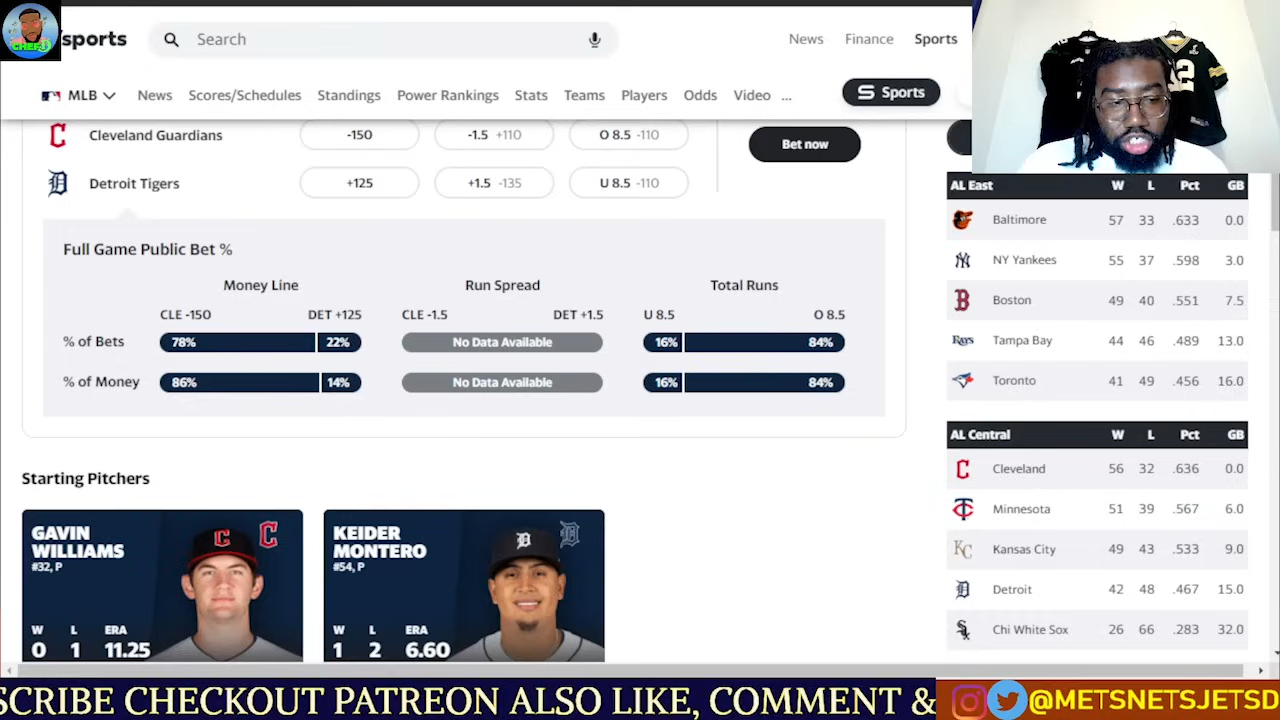 CHEF
sports
Search
News Finance Sports
MLB News Scores/Schedules Standings Power Rankings Stats Teams Players Odds Video ...
S Sports
Cleveland Guardians -150 -1.5 +110 O 8.5 -110
Bet now
Detroit Tigers +125 +1.5 -135 U 8.5 -110
Full Game Public Bet %
Money Line Run Spread Total Runs
CLE -150 DET +125 CLE -1.5 DET +1.5 U 8.5 O 8.5
% of Bets 78% 22% No Data Available 16% 84%
% of Money 86% 14% No Data Available 16% 84%
Starting Pitchers
GAVIN
WILLIAMS
#32, P
W L ERA
0 1 11.25
KEIDER
MONTERO
#54, P
W L ERA
1 2 6.60
AL East W L Pct GB
Baltimore 57 33 .633 0.0
NY Yankees 55 37 .598 3.0
Boston 49 40 .551 7.5
Rays Tampa Bay 44 46 .489 13.0
Toronto 41 49 .456 16.0
AL Central W L Pct GB
Cleveland 56 32 .636 0.0
Minnesota 51 39 .567 6.0
Kansas City 49 43 .533 9.0
Detroit 42 48 .467 15.0
Chi White Sox 26 66 .283 32.0
SCRIBE CHECKOUT PATREON ALSO LIKE, COMMENT &
@METSNETSJETSD